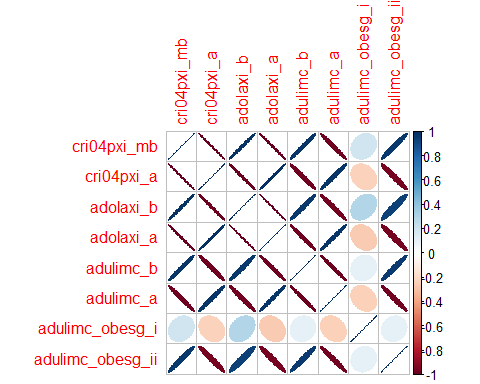 cri04pxi_mb
cri04pxi_a
adolaxi_b
adolaxi_a
adulimc_b
adulimc_a
adulimc_obesg_i
adulimc_obesg_ii
cri04pxi_mb
cri04pxi_a
adolaxi_b
adolaxi_a
adulimc_b
adulimc_a
adulimc_obesg_i
adulimc_obesg_ii
1
0.8
0.6
0.4
0.2
0
-0.2
-0.4
-0.6
-0.8
-1